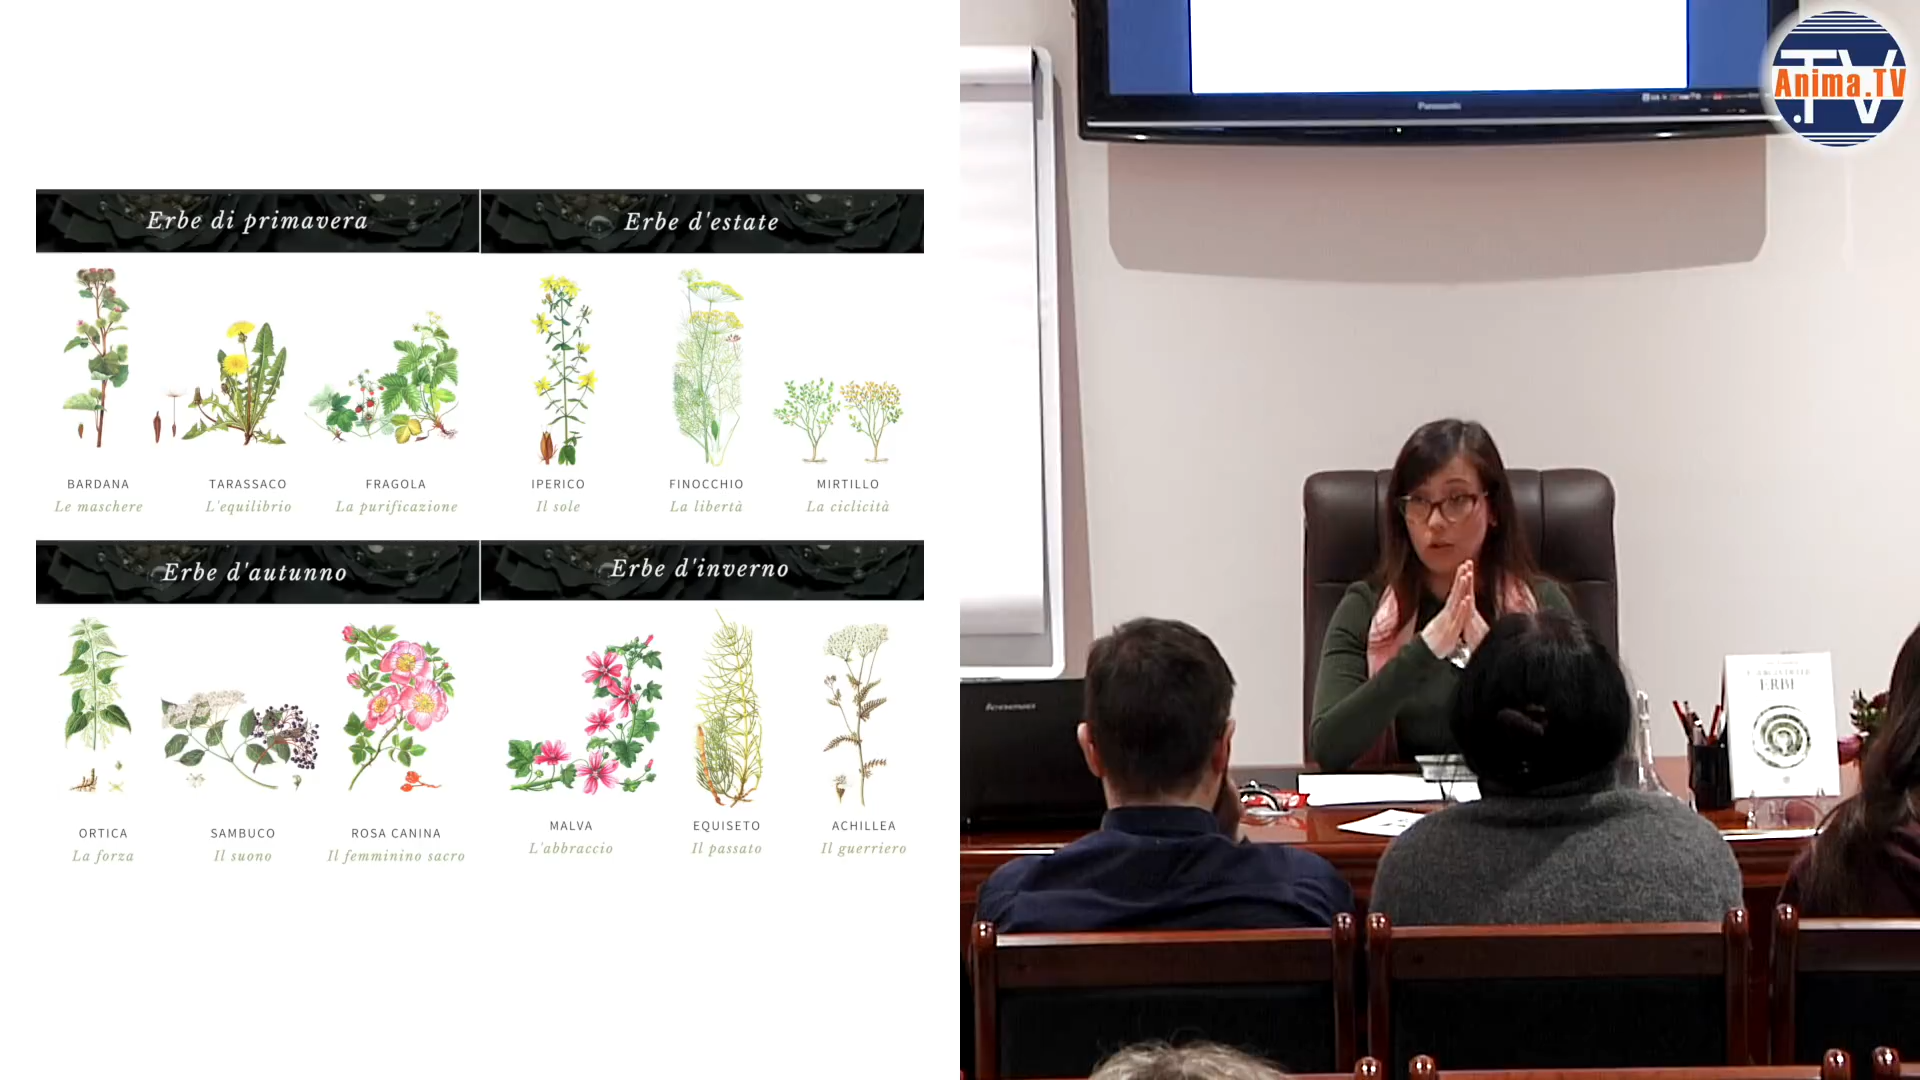 Erbe di primavera
Erbe d'estate
BARDANA
Le maschere
TARASSACO
L'equilibrio
FRAGOLA
La purificazione
IPERICO
Il sole
FINOCCHIO
La libertà
MIRTILLO
La ciclicità
Erbe d'autunno
Erbe d'inverno
ORTICA
La forza
SAMBUCO
Il suono
ROSA CANINA
Il femminino sacro
MALVA
L'abbraccio
EQUISETO
Il passato
ACHILLEA
Il guerriero
Panasonic
.TV
Anima.TV
ERBE